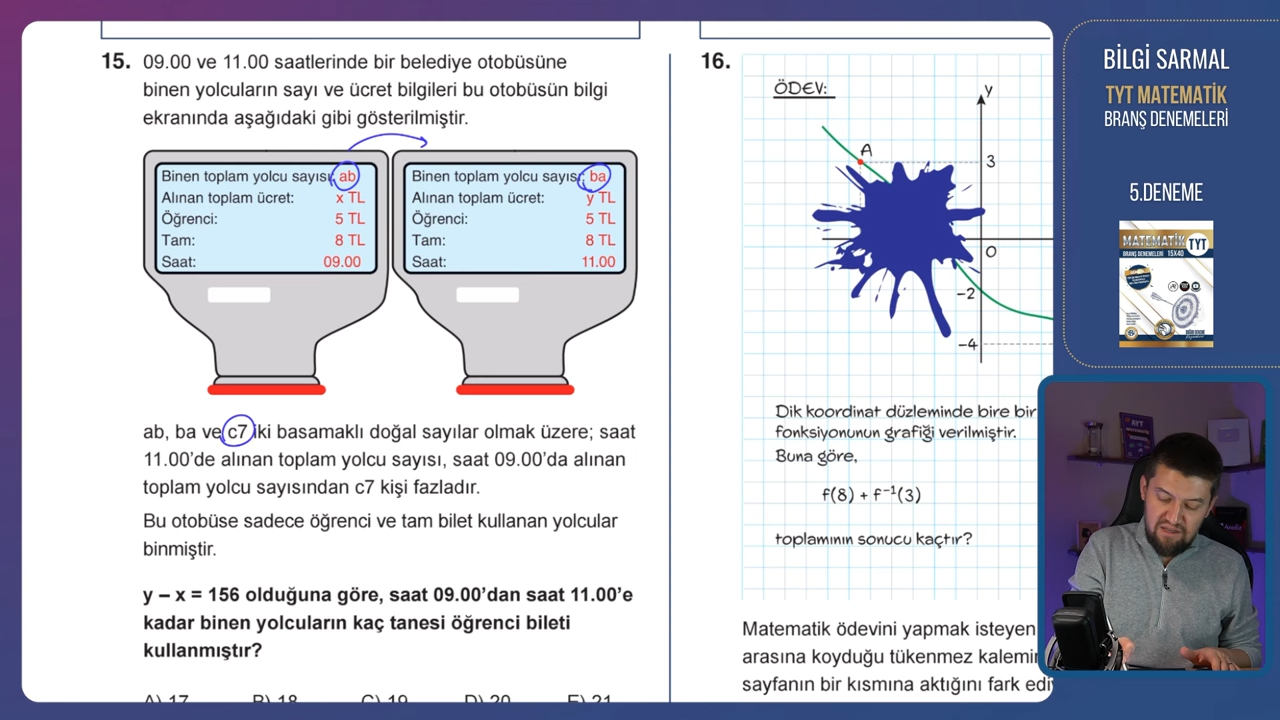 15. 09.00 ve 11.00 saatlerinde bir belediye otobüsüne
binen yolcuların sayı ve ücret bilgileri bu otobüsün bilgi
ekranında aşağıdaki gibi gösterilmiştir.
Binen toplam yolcu sayısı: ab
Alınan toplam ücret: x TL
Öğrenci: 5 TL
Tam: 8 TL
Saat: 09.00
Binen toplam yolcu sayısı: ba
Alınan toplam ücret: y TL
Öğrenci: 5 TL
Tam: 8 TL
Saat: 11.00
ab, ba ve c7 iki basamaklı doğal sayılar olmak üzere; saat
11.00'de alınan toplam yolcu sayısı, saat 09.00'da alınan
toplam yolcu sayısından c7 kişi fazladır.
Bu otobüse sadece öğrenci ve tam bilet kullanan yolcular
binmiştir.
y – x = 156 olduğuna göre, saat 09.00'dan saat 11.00'e
kadar binen yolcuların kaç tanesi öğrenci bileti
kullanmıştır?
A) 17 B) 18 C) 19 D) 20 E) 21
16.
ÖDEV:
y
A
3
O
–2
–4
Dik koordinat düzleminde bire bir
fonksiyonunun grafiği verilmiştir.
Buna göre,
f(8) + f⁻¹(3)
toplamının sonucu kaçtır?
Matematik ödevini yapmak isteyen
arasına koyduğu tükenmez kalemin
sayfanın bir kısmına aktığını fark edi
BİLGİ SARMAL
TYT MATEMATİK
BRANŞ DENEMELERİ
5.DENEME
MATEMATİK TYT
BRANŞ DENEMELERİ 15X40